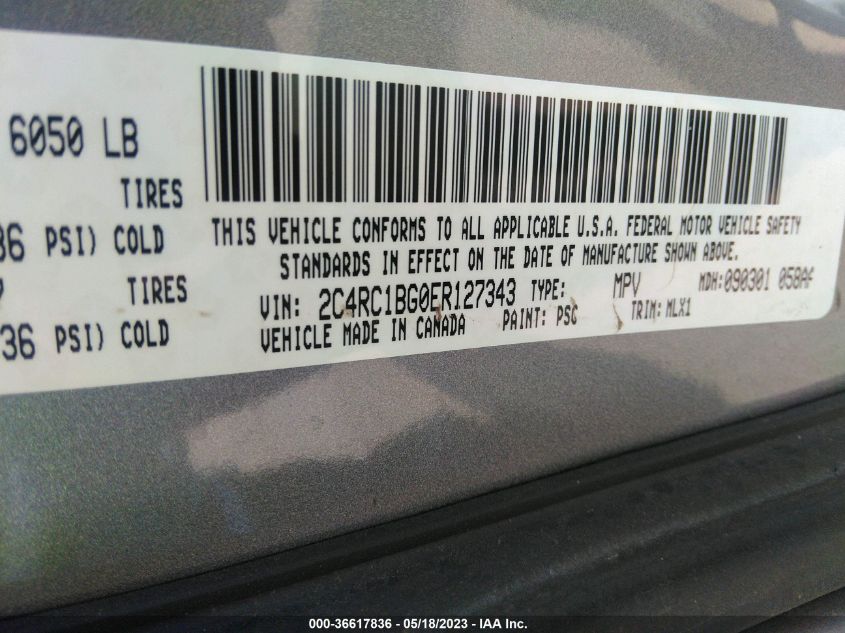 6050 LB
TIRES
36 PSI) COLD
TIRES
36 PSI) COLD
THIS VEHICLE CONFORMS TO ALL APPLICABLE U.S.A. FEDERAL MOTOR VEHICLE SAFETY
STANDARDS IN EFFECT ON THE DATE OF MANUFACTURE SHOWN ABOVE.
VIN: 2C4RC1BG0ER127343 TYPE: MPV MDH:090301 058AF
VEHICLE MADE IN CANADA PAINT: PSC TRIM: MLX1
000-36617836 - 05/18/2023 - IAA Inc.